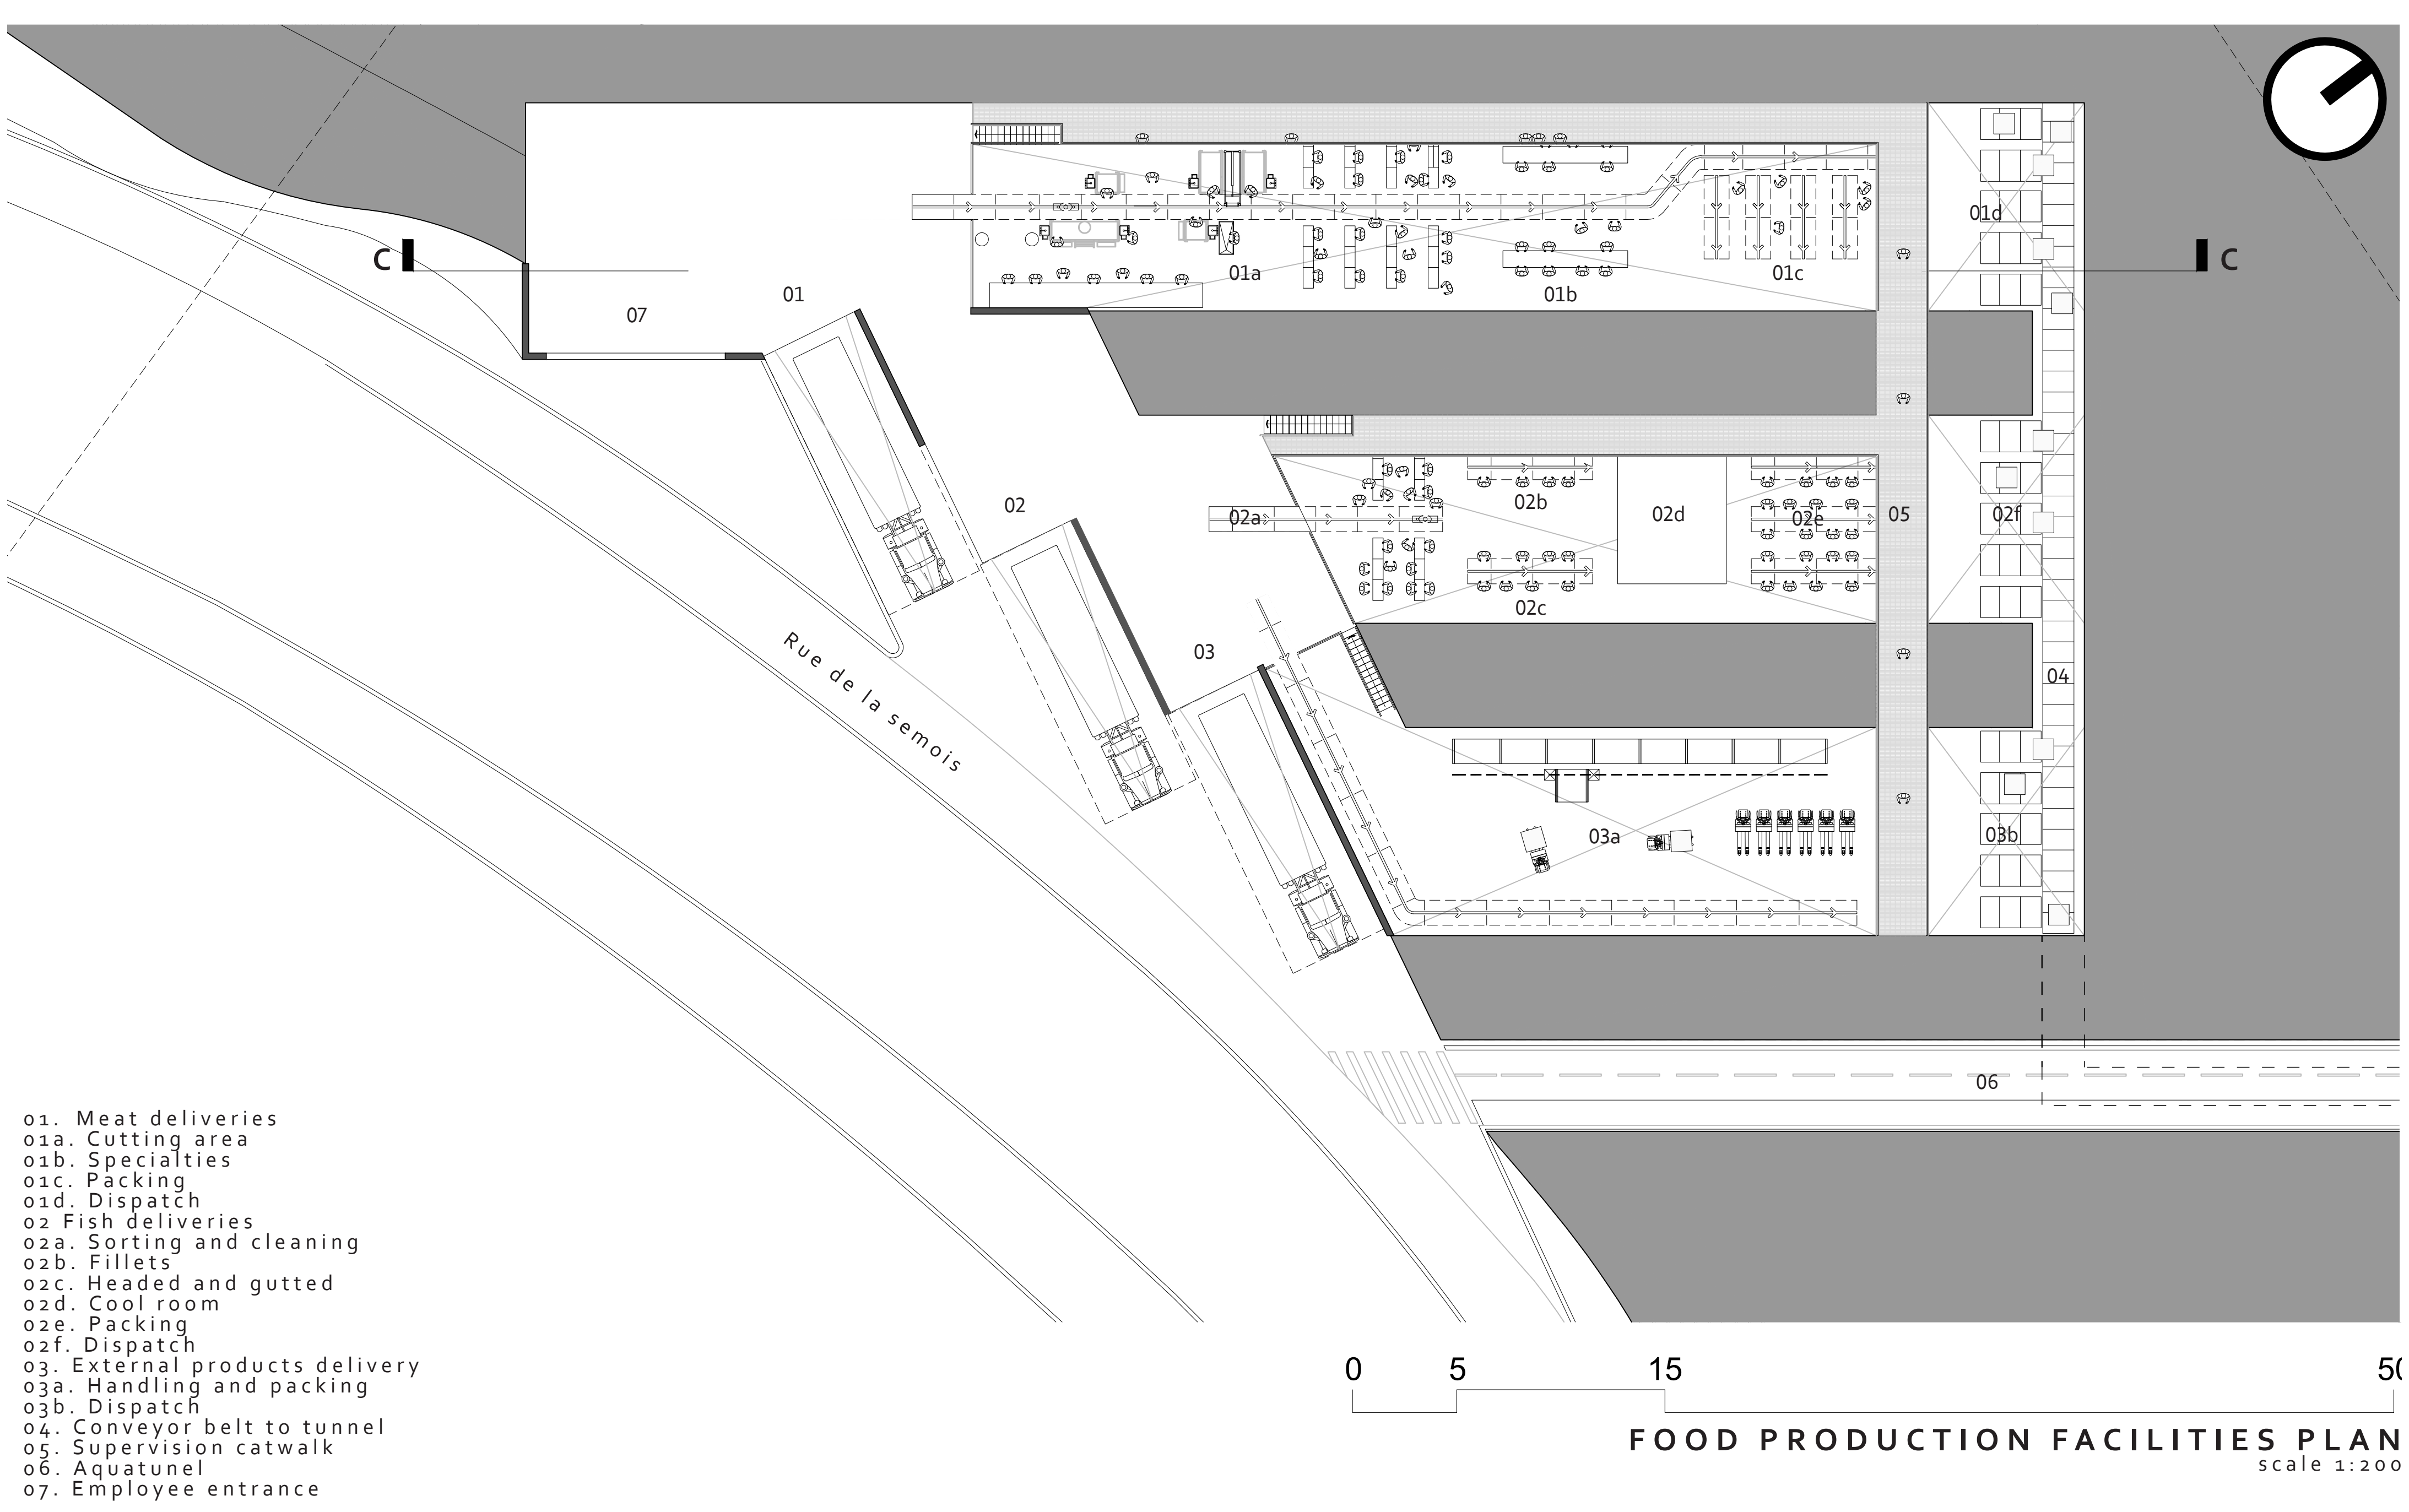 C
C
01
07
01a
01b
01c
01d
02
02a
02b
02c
02d
02e
05
02f
03
04
03a
03b
Rue de la semois
06
01. Meat deliveries
01a. Cutting area
01b. Specialties
01c. Packing
01d. Dispatch
02 Fish deliveries
02a. Sorting and cleaning
02b. Fillets
02c. Headed and gutted
02d. Cool room
02e. Packing
02f. Dispatch
03. External products delivery
03a. Handling and packing
03b. Dispatch
04. Conveyor belt to tunnel
05. Supervision catwalk
06. Aquatunel
07. Employee entrance
0 5 15 50
FOOD PRODUCTION FACILITIES PLAN
scale 1:200